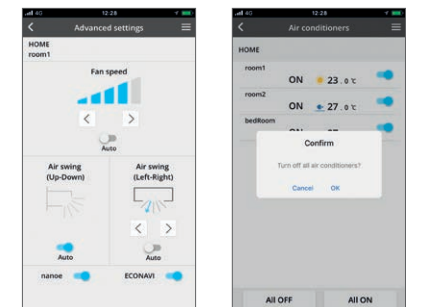 4G 12:28
Advanced settings
HOME
room1
Fan speed
Auto
Air swing
(Up-Down)
Auto
Air swing
(Left-Right)
Auto
nanoe
ECONAVI
4G 12:28
Air conditioners
HOME
room1
ON 23.0 ℃
room2
ON 27.0 ℃
bedRoom
Confirm
Turn off all air conditioners?
Cancel OK
All OFF All ON